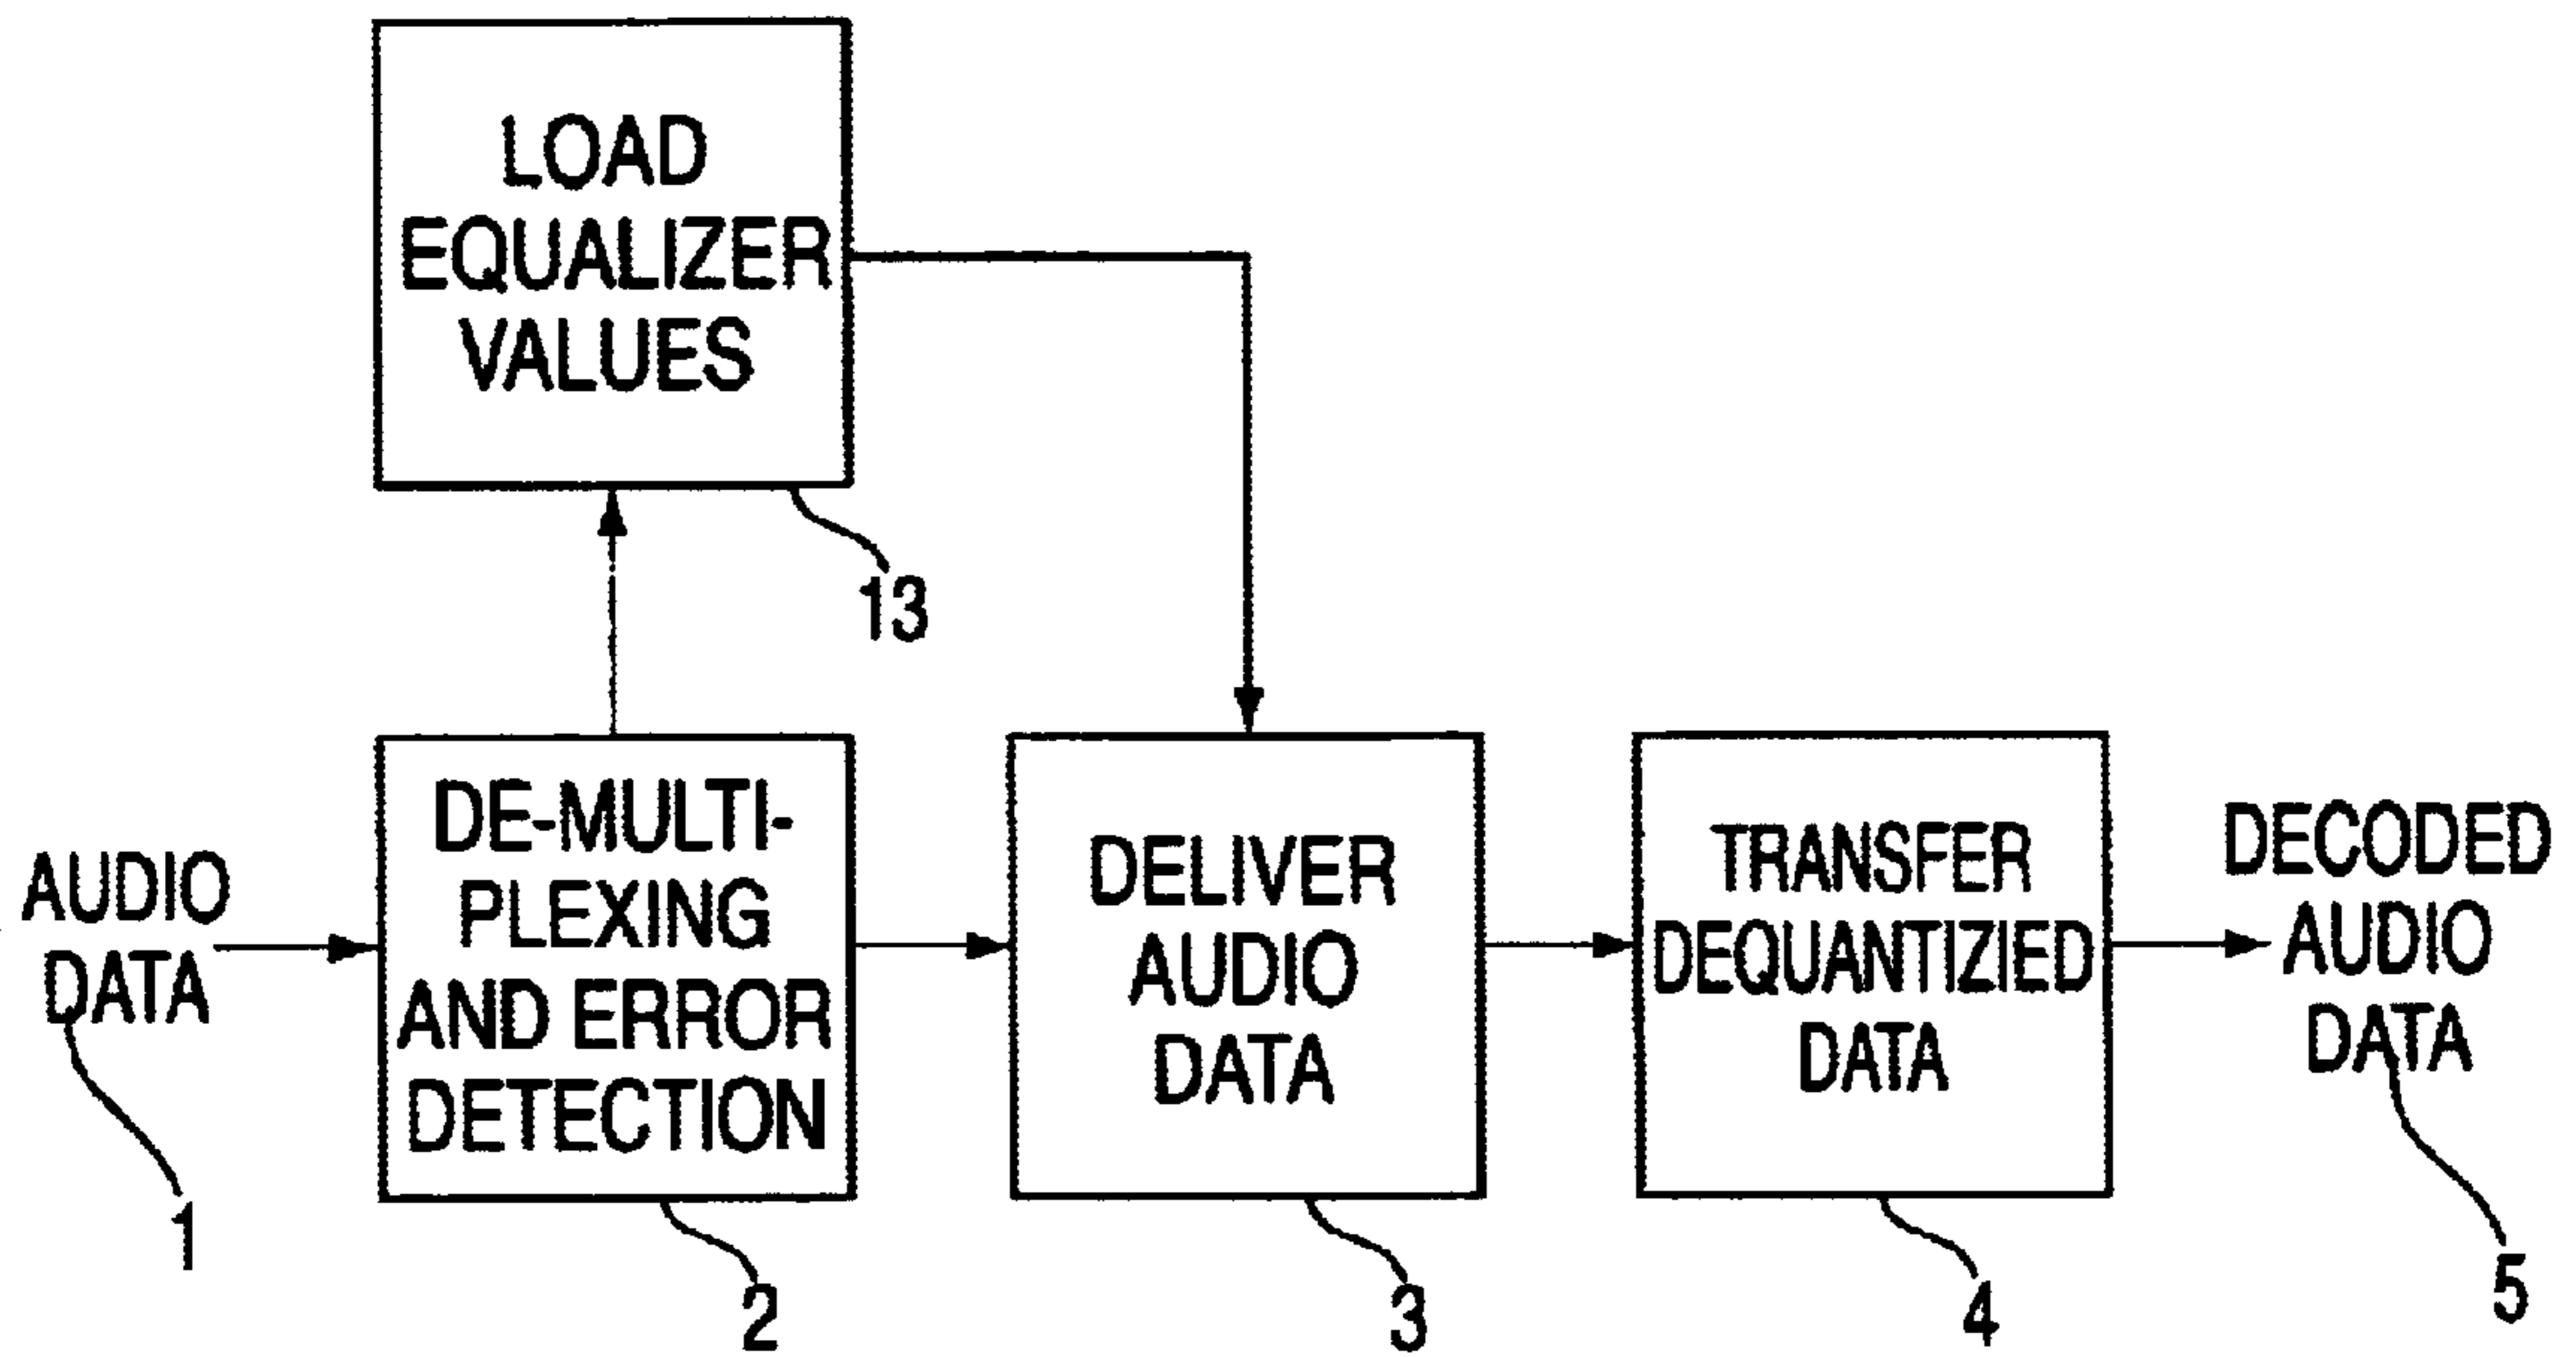 LOAD
EQUALIZER
VALUES
13
AUDIO
DATA
1
DE-MULTI-
PLEXING
AND ERROR
DETECTION
2
DELIVER
AUDIO
DATA
3
TRANSFER
DEQUANTIZIED
DATA
4
DECODED
AUDIO
DATA
5